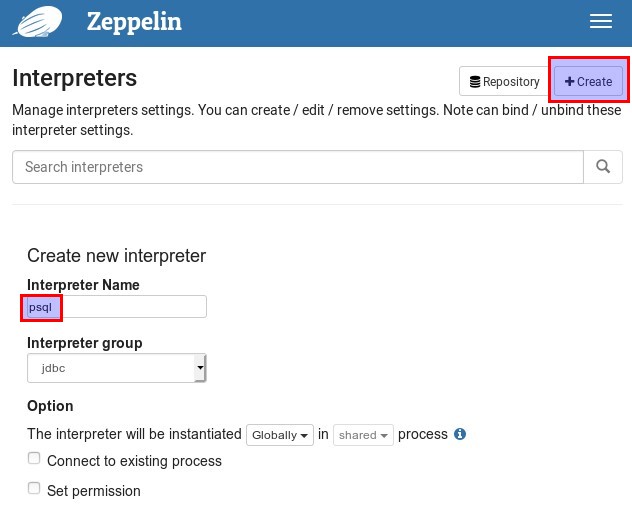 Zeppelin
Interpreters
Repository
Create
Manage interpreters settings. You can create / edit / remove settings. Note can bind / unbind these
interpreter settings.
Search interpreters
Create new interpreter
Interpreter Name
psql
Interpreter group
jdbc
Option
The interpreter will be instantiated Globally in shared process
Connect to existing process
Set permission